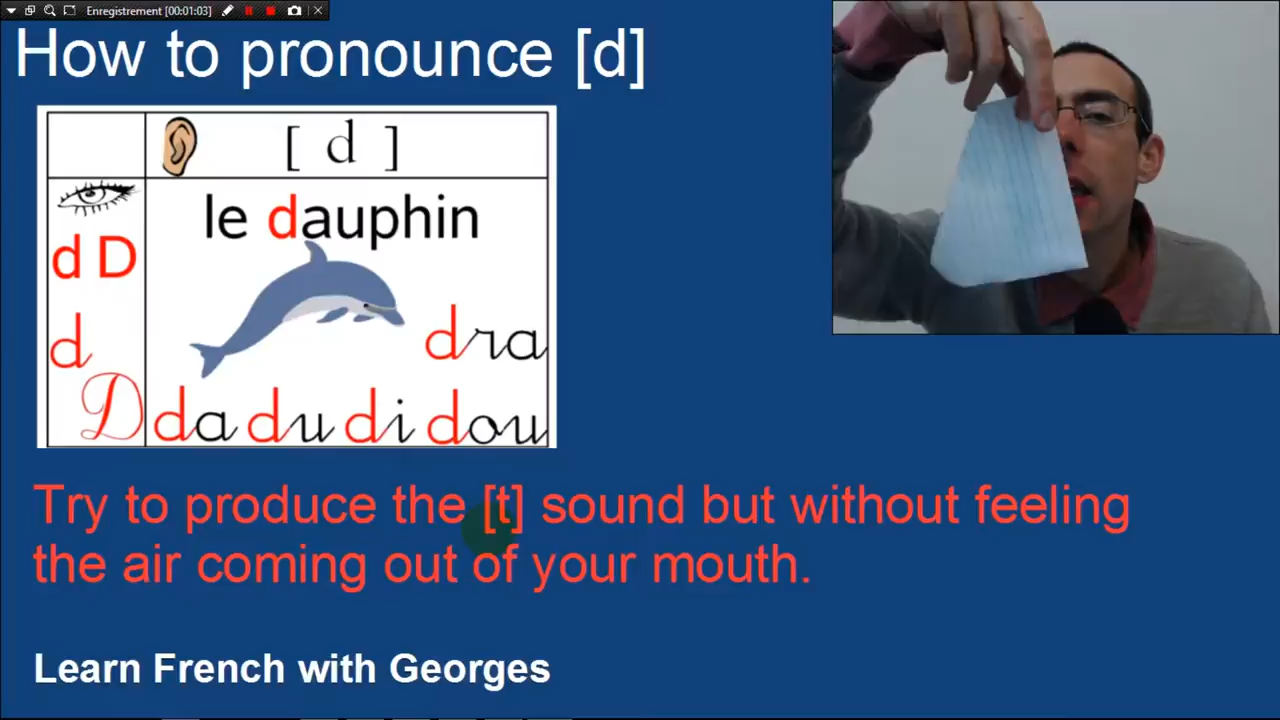 Enregistrement [00:01:03]
How to pronounce [d]
[ d ]
le dauphin
d D
d
dra
D
da du di dou
Try to produce the [t] sound but without feeling
the air coming out of your mouth.
Learn French with Georges